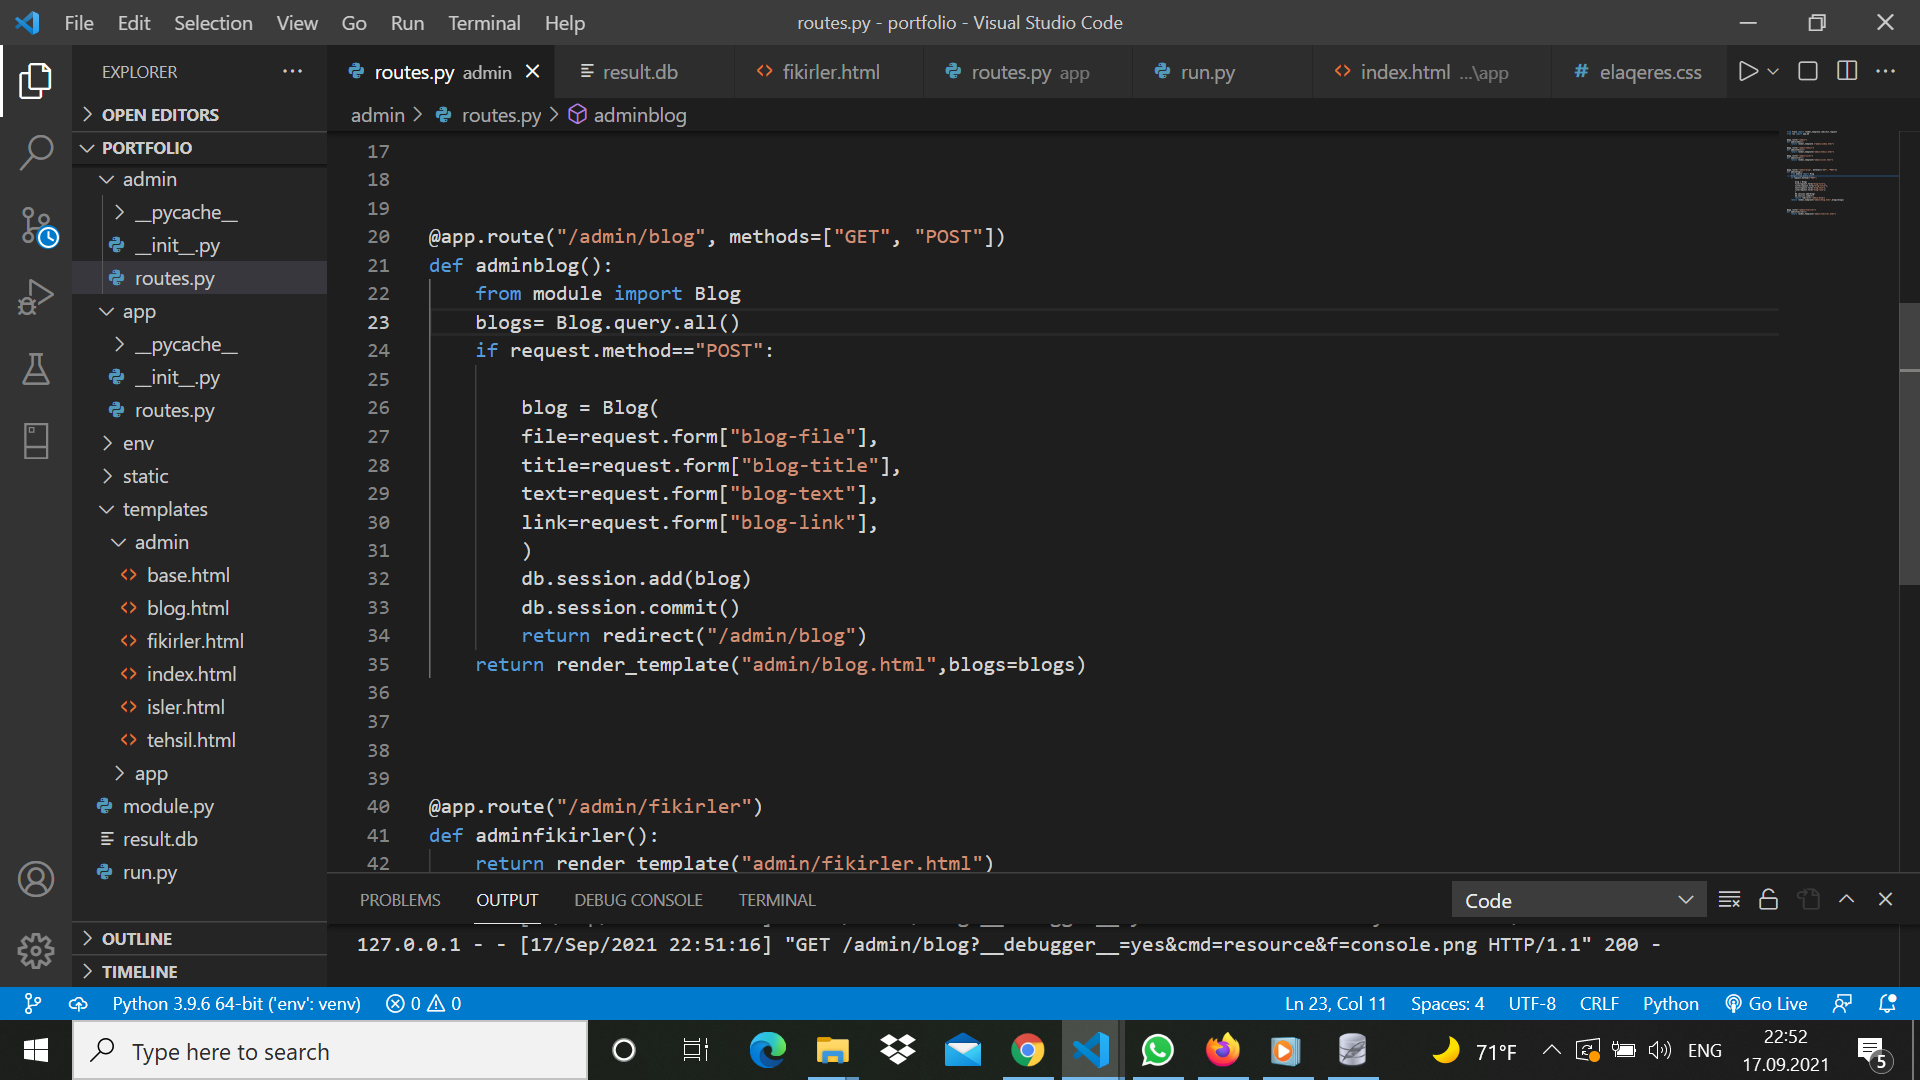 File Edit Selection View Go Run Terminal Help
routes.py - portfolio - Visual Studio Code
EXPLORER
routes.py admin
result.db
fikirler.html
routes.py app
run.py
index.html ...\app
# elaqeres.css
admin > routes.py > adminblog
OPEN EDITORS
PORTFOLIO
admin
__pycache__
__init__.py
routes.py
app
__pycache__
__init__.py
routes.py
env
static
templates
admin
base.html
blog.html
fikirler.html
index.html
isler.html
tehsil.html
app
module.py
result.db
run.py
OUTLINE
TIMELINE
17
18
19
20 @app.route("/admin/blog", methods=["GET", "POST"])
21 def adminblog():
22 from module import Blog
23 blogs= Blog.query.all()
24 if request.method=="POST":
25
26 blog = Blog(
27 file=request.form["blog-file"],
28 title=request.form["blog-title"],
29 text=request.form["blog-text"],
30 link=request.form["blog-link"],
31 )
32 db.session.add(blog)
33 db.session.commit()
34 return redirect("/admin/blog")
35 return render_template("admin/blog.html",blogs=blogs)
36
37
38
39
40 @app.route("/admin/fikirler")
41 def adminfikirler():
42 return render_template("admin/fikirler.html")
PROBLEMS OUTPUT DEBUG CONSOLE TERMINAL
Code
127.0.0.1 - - [17/Sep/2021 22:51:16] "GET /admin/blog?__debugger__=yes&cmd=resource&f=console.png HTTP/1.1" 200 -
Python 3.9.6 64-bit ('env': venv) 0 0
Ln 23, Col 11 Spaces: 4 UTF-8 CRLF Python Go Live
Type here to search
71°F
ENG
22:52
17.09.2021
5